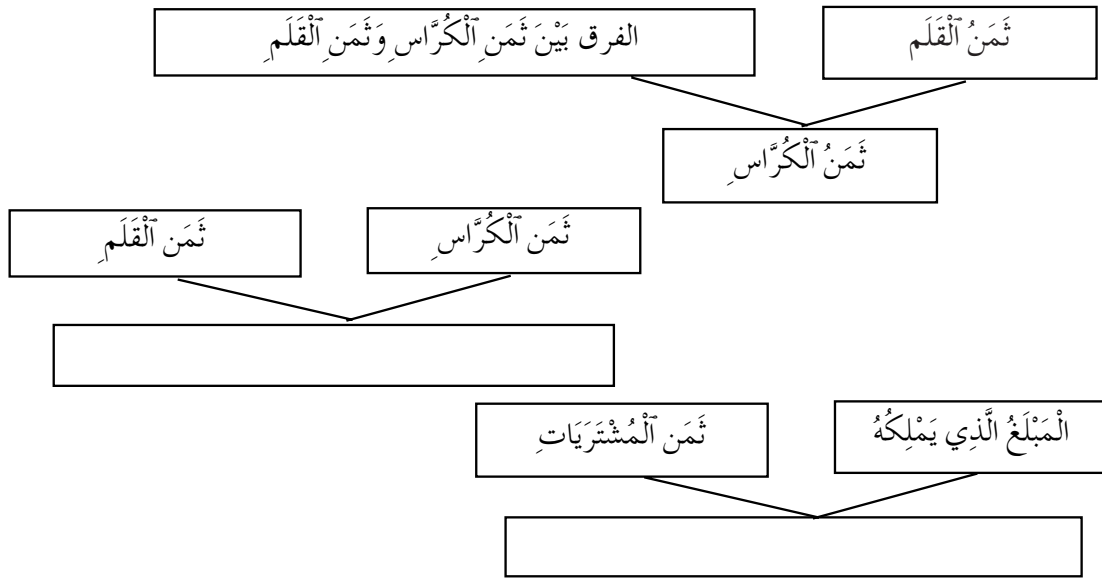 ثَمَنُ ٱلْقَلَم
الفرق بَيْنَ ثَمَنِ ٱلْكُرَّاسِ وَثَمَنِ ٱلْقَلَمِ
ثَمَنُ ٱلْكُرَّاسِ
ثَمَن ٱلْكُرَّاسِ
ثَمَن ٱلْقَلَمِ
الْمَبْلَغُ الَّذِي يَمْلِكُهُ
ثَمَن ٱلْمُشْتَرَيَاتِ